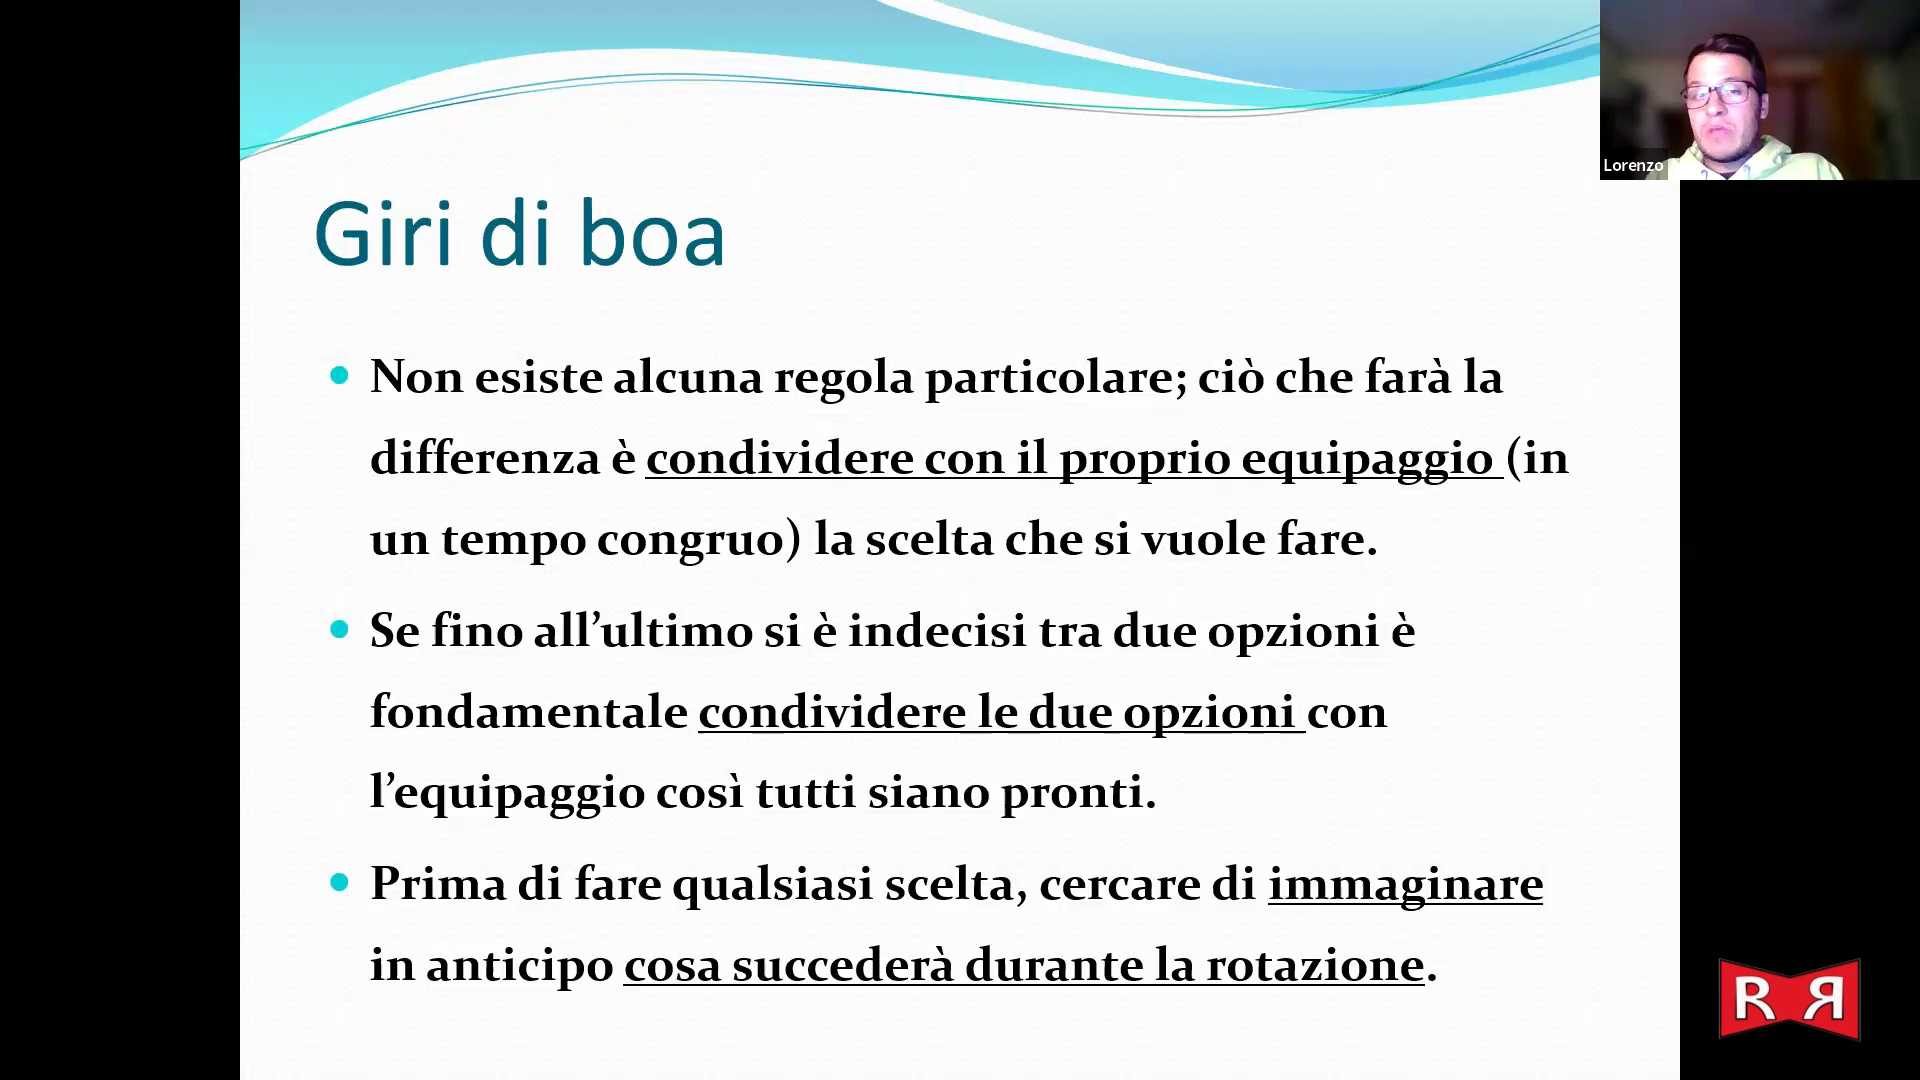 Lorenzo
Giri di boa
Non esiste alcuna regola particolare; ciò che farà la
differenza è condividere con il proprio equipaggio (in
un tempo congruo) la scelta che si vuole fare.
Se fino all’ultimo si è indecisi tra due opzioni è
fondamentale condividere le due opzioni con
l’equipaggio così tutti siano pronti.
Prima di fare qualsiasi scelta, cercare di immaginare
in anticipo cosa succederà durante la rotazione.
R Я